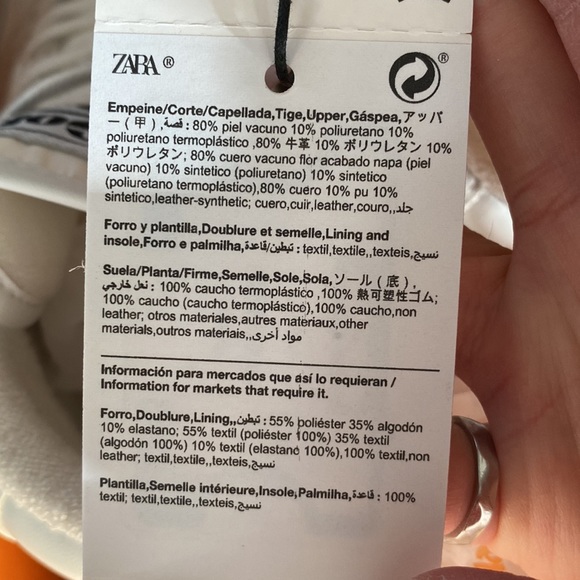 ZARA®
®
Empeine/Corte/Capellada,Tige,Upper,Gáspea,アッパ
ー(甲),قصة,: 80% piel vacuno 10% poliuretano 10%
poliuretano termoplástico ,80% 牛革 10% ポリウレタン 10%
ポリウレタン; 80% cuero vacuno flor acabado napa (piel
vacuno) 10% sintetico (poliuretano) 10% sintetico
(poliuretano termoplástico),80% cuero 10% pu 10%
sintetico,leather-synthetic; cuero,cuir,leather,couro,,جلد
Forro y plantilla,Doublure et semelle,Lining and
insole,Forro e palmilha,تبطين/قاعدة,: textil,textile,,texteis,نسيج
Suela/Planta/Firme,Semelle,Sole,Sola,ソール(底),
نعل خارجي,: 100% caucho termoplástico ,100% 熱可塑性ゴム;
100% caucho (caucho termoplástico),100% caucho,non
leather; otros materiales,autres materiaux,other
materials,outros materiais,,مواد أخرى
Información para mercados que así lo requieran /
Information for markets that require it.
Forro,Doublure,Lining,,تبطين,: 55% poliéster 35% algodón
10% elastano; 55% textil (poliéster 100%) 35% textil
(algodón 100%) 10% textil (elastano 100%),100% textil,non
leather; textil,textile,,texteis,نسيج
Plantilla,Semelle intérieure,Insole,Palmilha,قاعدة,: 100%
textil; textil,textile,,texteis,نسيج